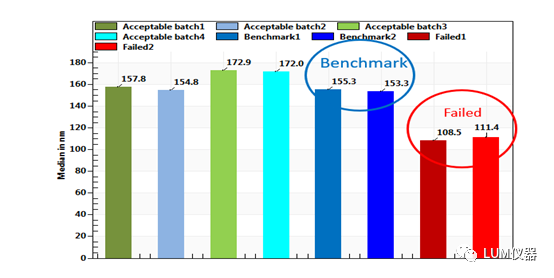 Acceptable batch1 Acceptable batch2 Acceptable batch3
Acceptable batch4 Benchmark1 Benchmark2 Failed1
Failed2
Benchmark
Failed
Median in nm
180
160
140
120
100
80
60
40
20
0
157.8
154.8
172.9
172.0
155.3
153.3
108.5
111.4
LUM仪器